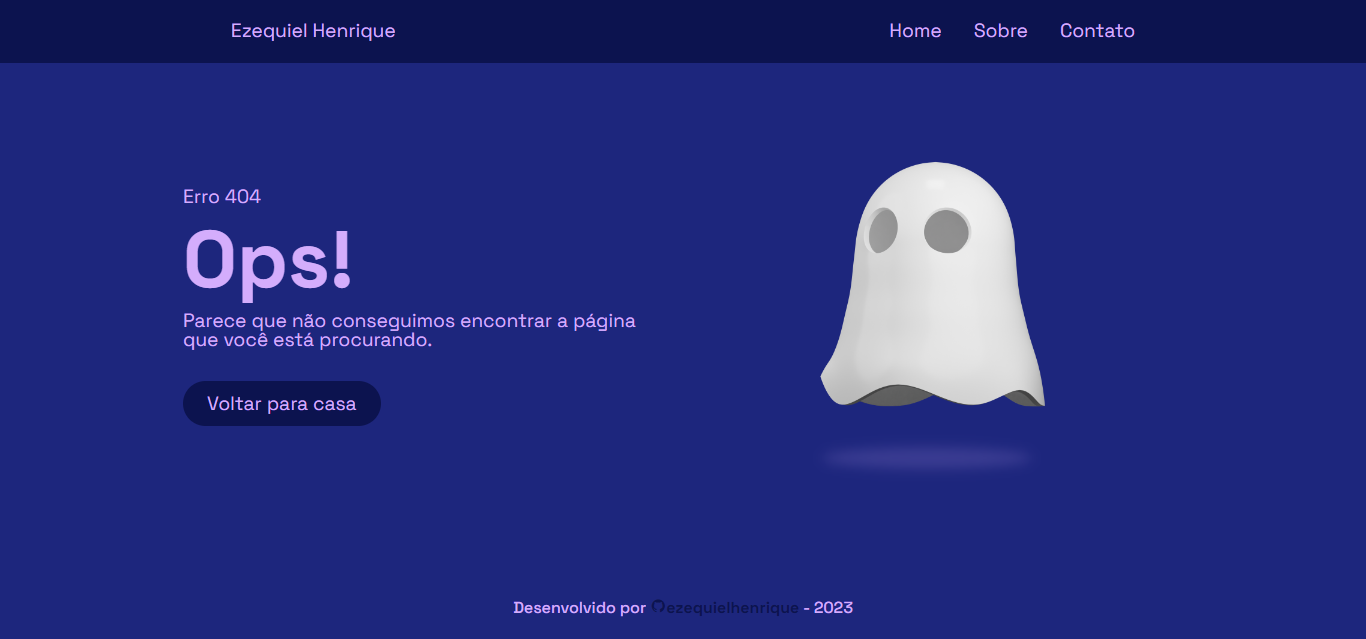 Ezequiel Henrique
Home Sobre Contato
Erro 404
Ops!
Parece que não conseguimos encontrar a página
que você está procurando.
Voltar para casa
Desenvolvido por ezequielhenrique - 2023